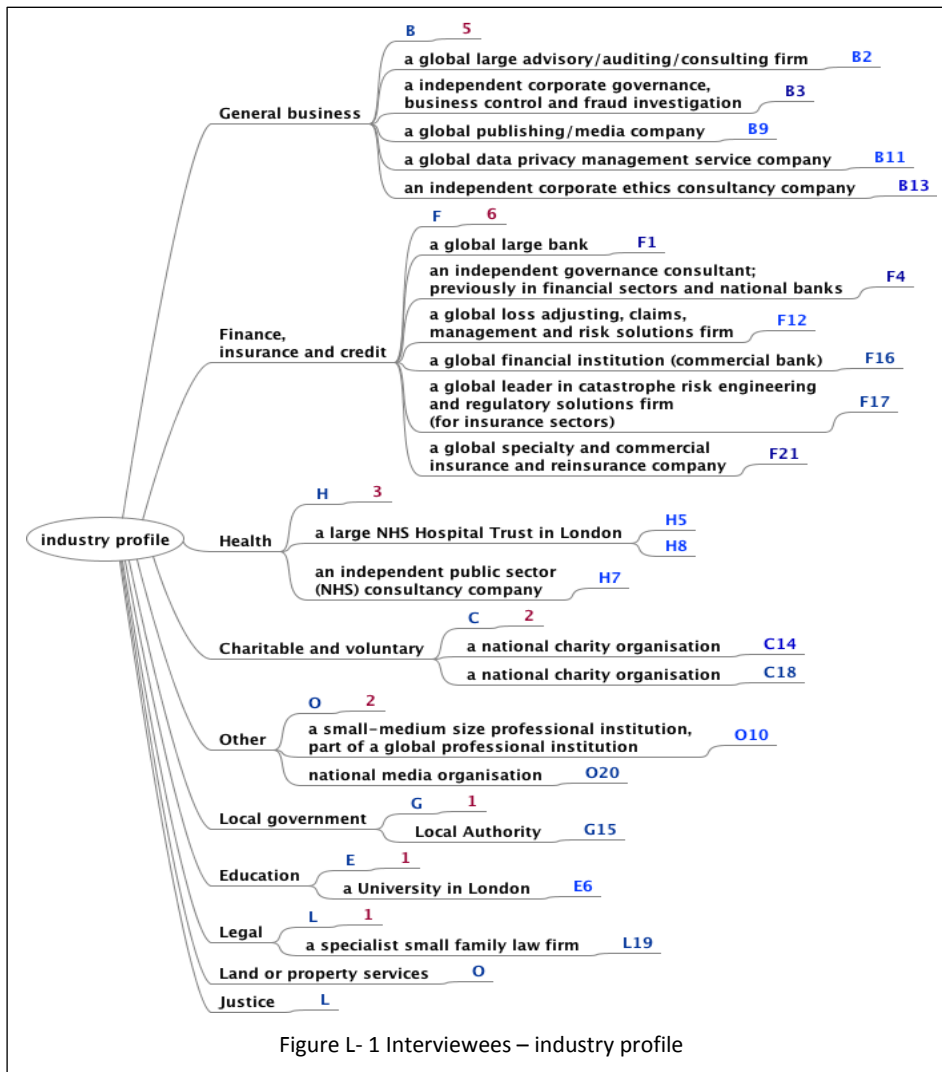 industry profile
General business
B 5
a global large advisory/auditing/consulting firm B2
a independent corporate governance,
business control and fraud investigation B3
a global publishing/media company B9
a global data privacy management service company B11
an independent corporate ethics consultancy company B13
Finance,
insurance and credit
F 6
a global large bank F1
an independent governance consultant;
previously in financial sectors and national banks F4
a global loss adjusting, claims,
management and risk solutions firm F12
a global financial institution (commercial bank) F16
a global leader in catastrophe risk engineering
and regulatory solutions firm
(for insurance sectors) F17
a global specialty and commercial
insurance and reinsurance company F21
Health
H 3
a large NHS Hospital Trust in London H5
H8
an independent public sector
(NHS) consultancy company H7
Charitable and voluntary
C 2
a national charity organisation C14
a national charity organisation C18
Other
O 2
a small-medium size professional institution,
part of a global professional institution O10
national media organisation O20
Local government
G 1
Local Authority G15
Education
E 1
a University in London E6
Legal
L 1
a specialist small family law firm L19
Land or property services O
Justice L
Figure L- 1 Interviewees – industry profile